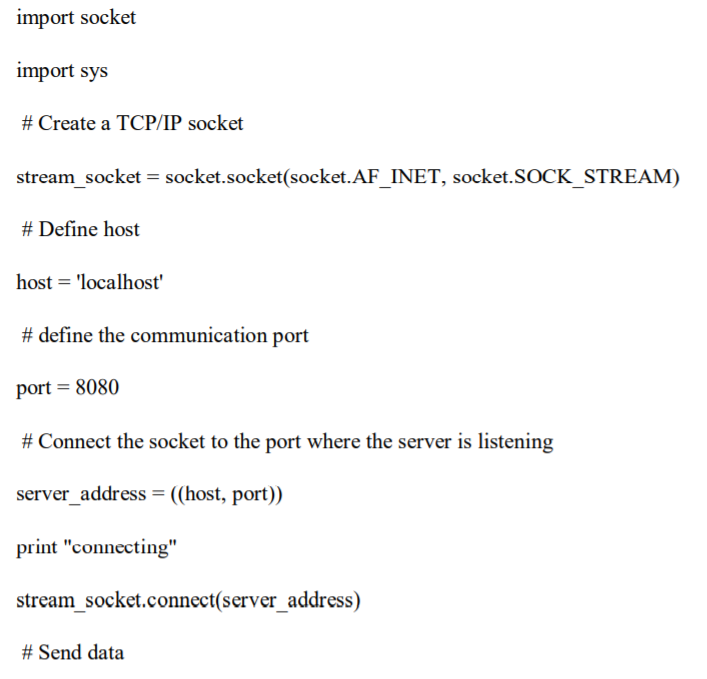 import socket
import sys
# Create a TCP/IP socket
stream_socket = socket.socket(socket.AF_INET, socket.SOCK_STREAM)
# Define host
host = 'localhost'
# define the communication port
port = 8080
# Connect the socket to the port where the server is listening
server_address = ((host, port))
print "connecting"
stream_socket.connect(server_address)
# Send data